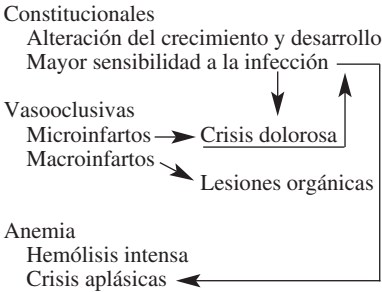 Constitucionales
Alteración del crecimiento y desarrollo
Mayor sensibilidad a la infección
Vasooclusivas
Microinfartos Crisis dolorosa
Macroinfartos
Lesiones orgánicas
Anemia
Hemólisis intensa
Crisis aplásicas